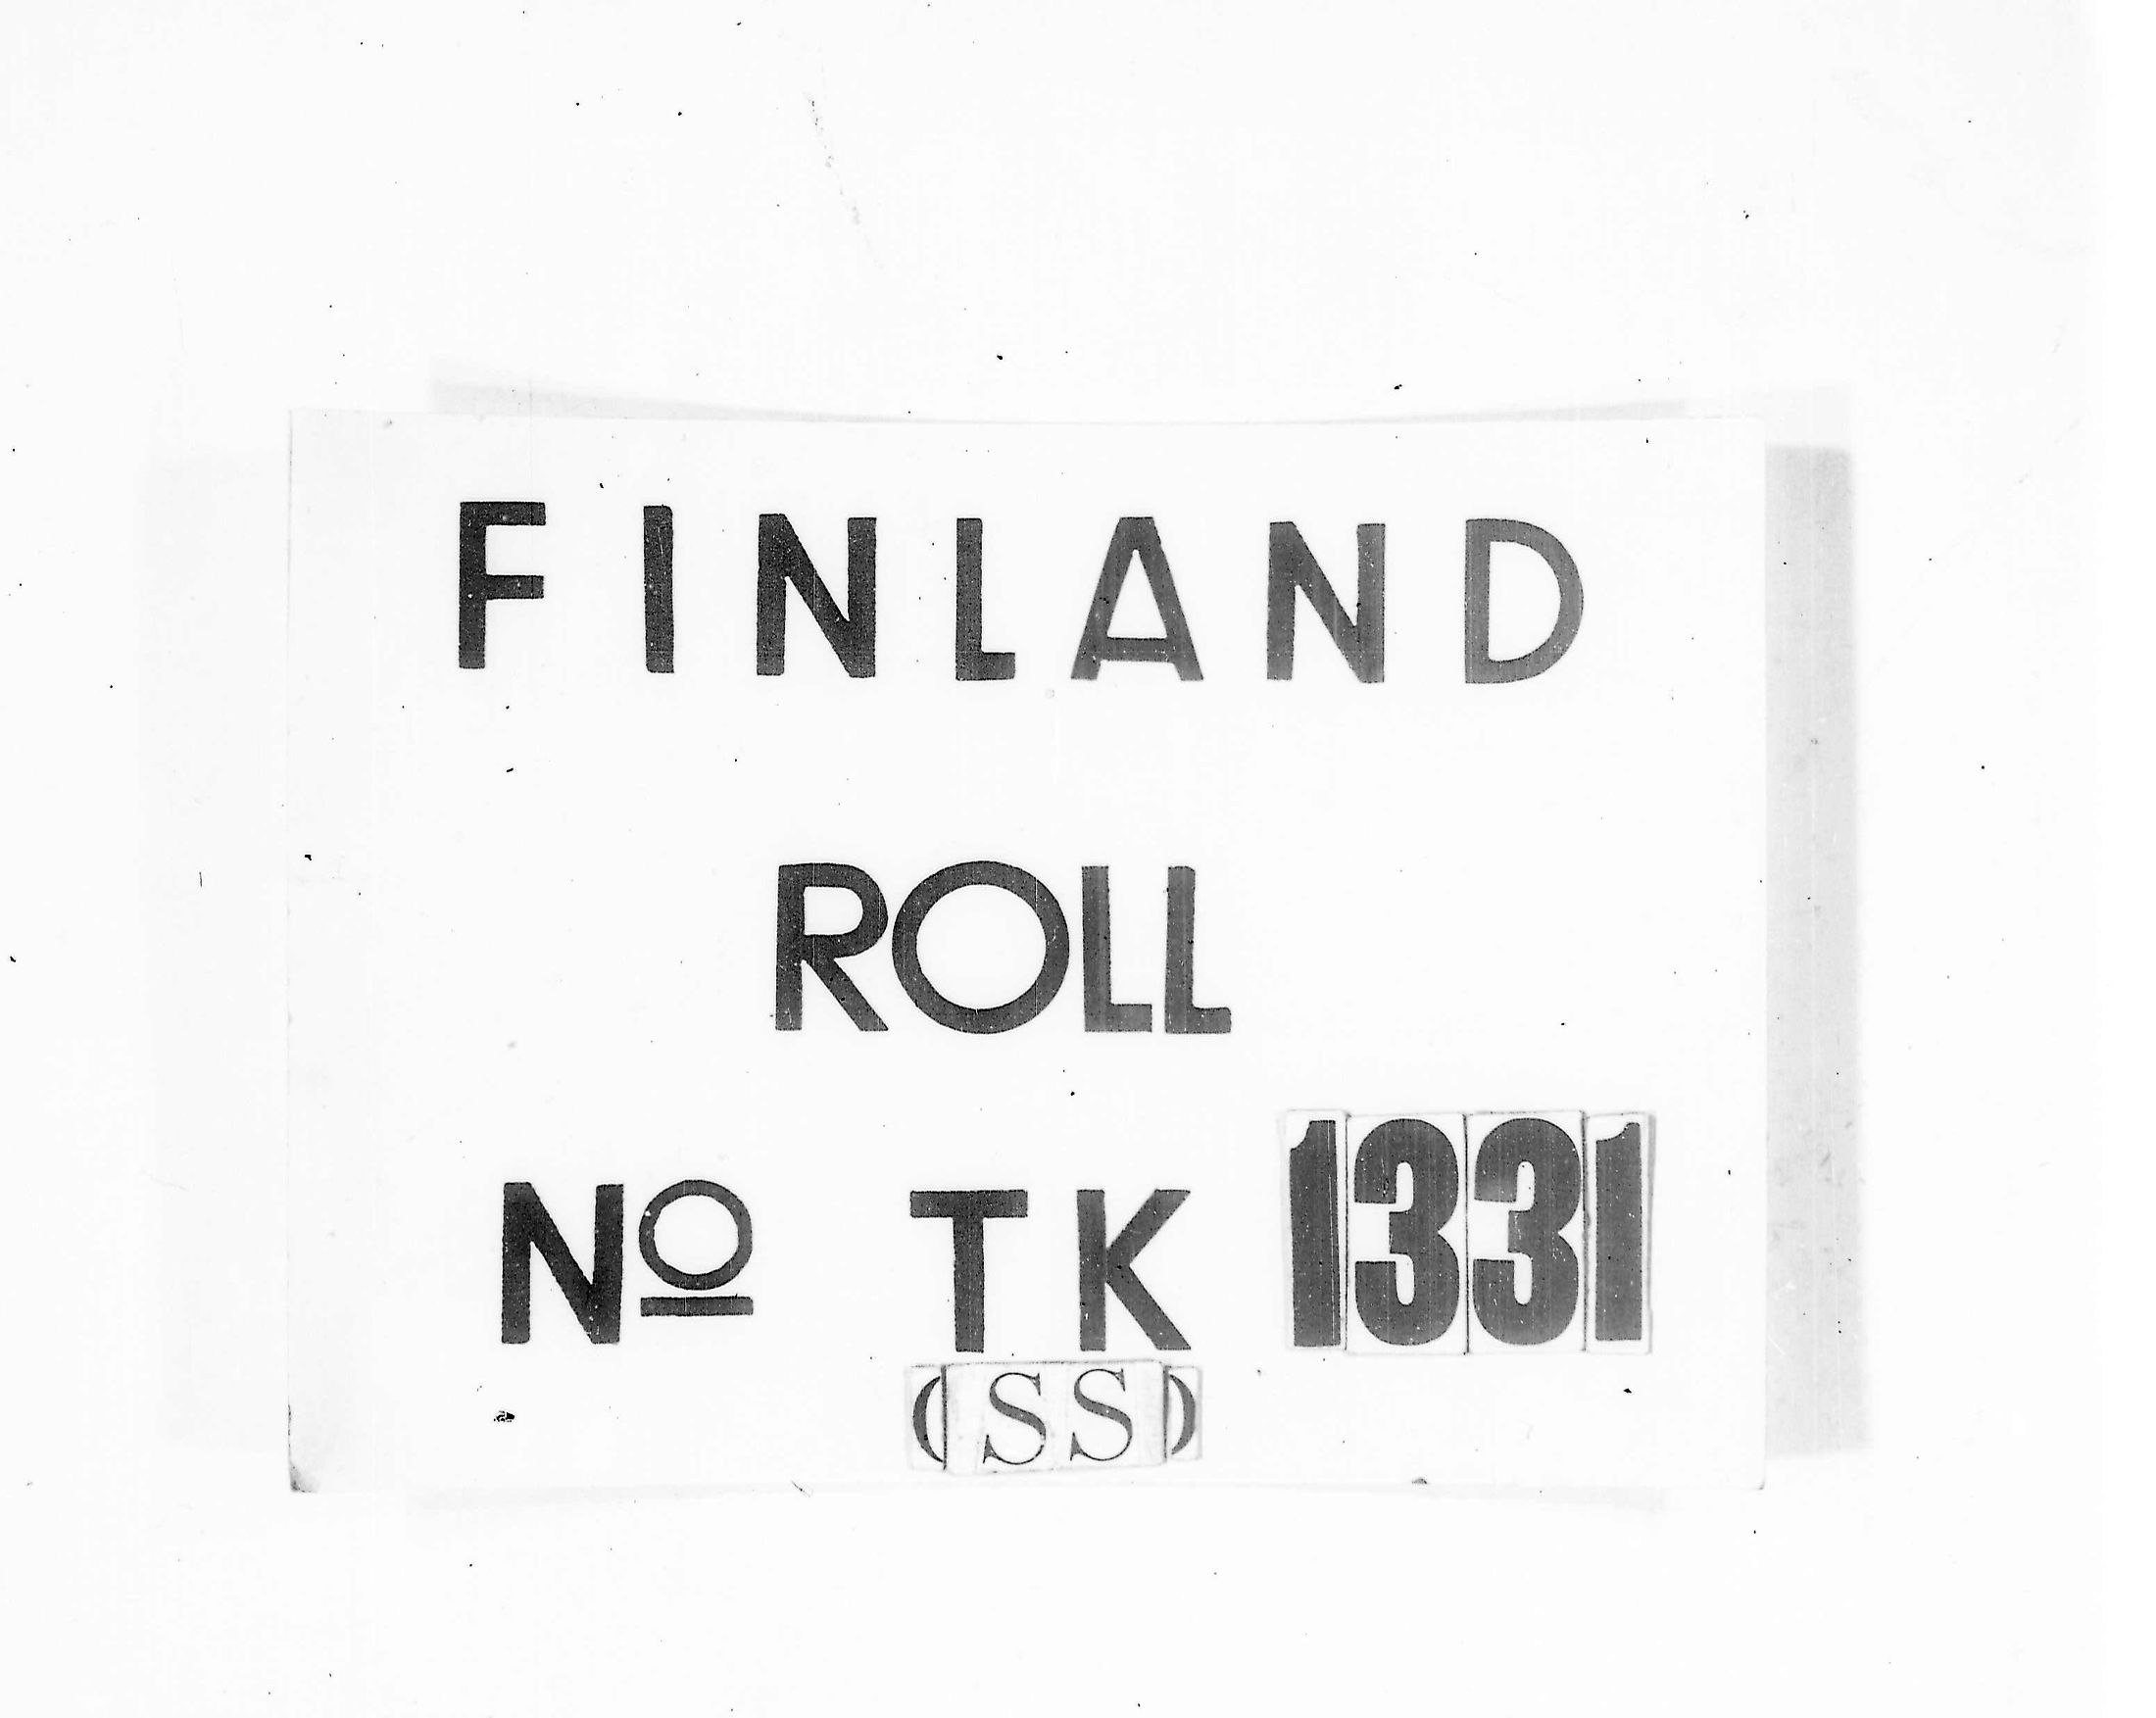 FINLAND
ROLL
Nº TK 1331
(SS)